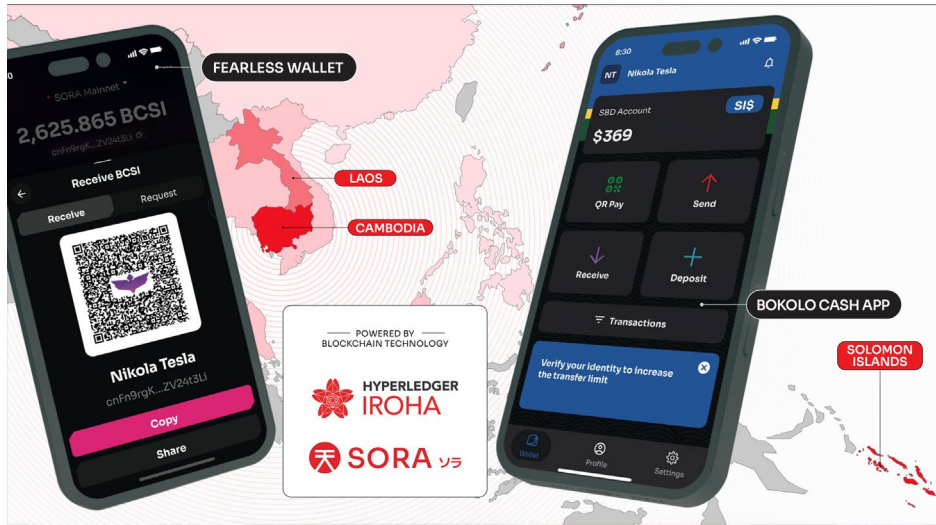 0
SORA Mainnet
2,625.865 BCSI
cnFn9rgK...ZV24t3Li
Receive BCSI
Receive
Request
Nikola Tesla
cnFn9rgK...ZV24t3Li
Copy
Share
FEARLESS WALLET
LAOS
CAMBODIA
POWERED BY
BLOCKCHAIN TECHNOLOGY
HYPERLEDGER
IROHA
天 SORA ソラ
8:30
NT Nikola Tesla
SBD Account
SI$
$369
QR Pay
Send
Receive
Deposit
Transactions
Verify your identity to increase
the transfer limit
Wallet
Profile
Settings
BOKOLO CASH APP
SOLOMON
ISLANDS